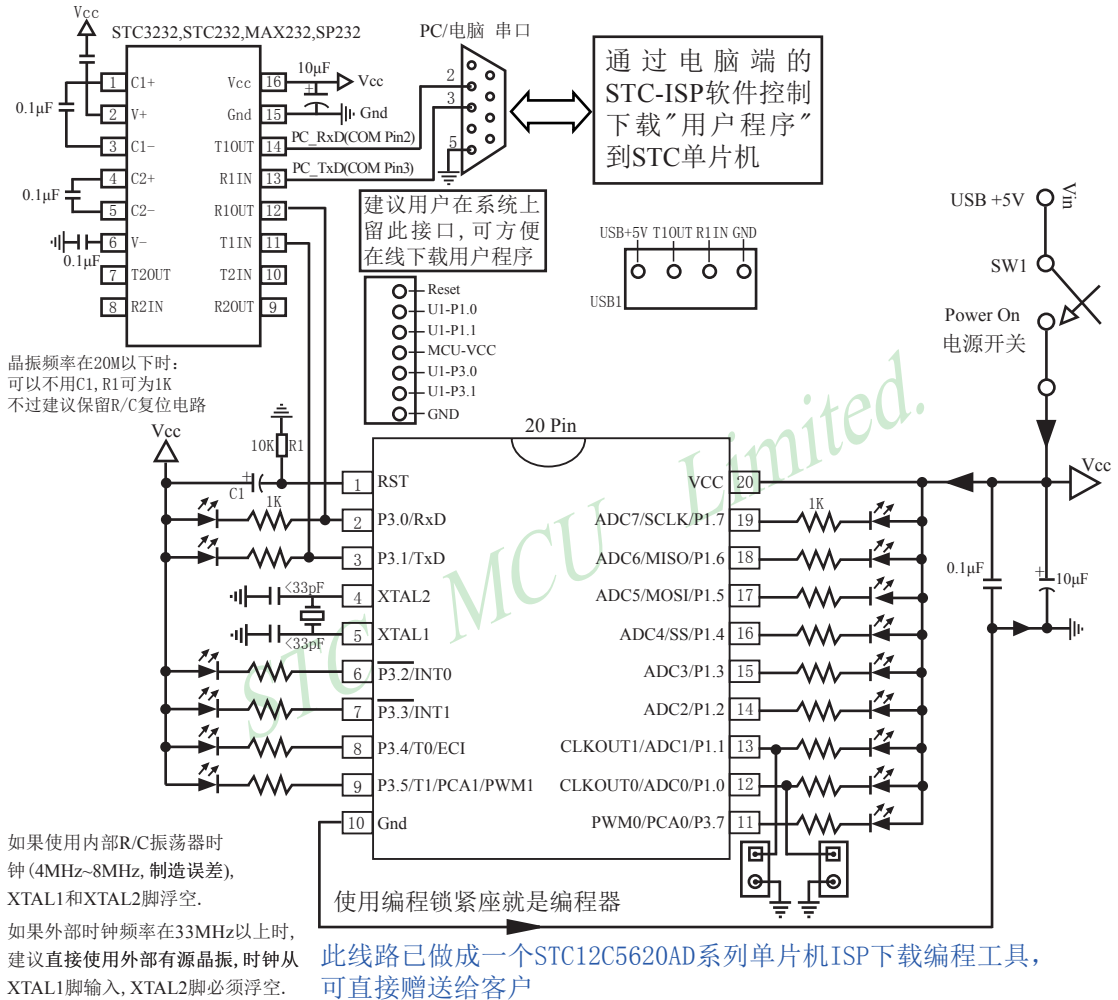 Vcc
STC3232,STC232,MAX232,SP232
PC/电脑 串口
1 C1+
2 V+
3 C1-
4 C2+
5 C2-
6 V-
7 T2OUT
8 R2IN
Vcc 16
Gnd 15
T1OUT 14
R1IN 13
R1OUT 12
T1IN 11
T2IN 10
R2OUT 9
0.1μF
0.1μF
0.1μF
10μF
Vcc
Gnd
PC_RxD(COM Pin2)
PC_TxD(COM Pin3)
2
3
5
通过电脑端的
STC-ISP软件控制
下载"用户程序"
到STC单片机
建议用户在系统上
留此接口,可方便
在线下载用户程序
Reset
U1-P1.0
U1-P1.1
MCU-VCC
U1-P3.0
U1-P3.1
GND
USB+5V T1OUT R1IN GND
USB1
USB +5V
Vin
SW1
Power On
电源开关
晶振频率在20M以下时:
可以不用C1,R1可为1K
不过建议保留R/C复位电路
Vcc
10K R1
C1
+
1K
<33pF
<33pF
20 Pin
1 RST
2 P3.0/RxD
3 P3.1/TxD
4 XTAL2
5 XTAL1
6 P3.2/INT0
7 P3.3/INT1
8 P3.4/T0/ECI
9 P3.5/T1/PCA1/PWM1
10 Gnd
VCC 20
ADC7/SCLK/P1.7 19
ADC6/MISO/P1.6 18
ADC5/MOSI/P1.5 17
ADC4/SS/P1.4 16
ADC3/P1.3 15
ADC2/P1.2 14
CLKOUT1/ADC1/P1.1 13
CLKOUT0/ADC0/P1.0 12
PWM0/PCA0/P3.7 11
1K
Vcc
0.1μF
+
10μF
STC MCU Limited.
如果使用内部R/C振荡器时
钟(4MHz~8MHz,制造误差),
XTAL1和XTAL2脚浮空.
如果外部时钟频率在33MHz以上时,
建议直接使用外部有源晶振,时钟从
XTAL1脚输入,XTAL2脚必须浮空.
使用编程锁紧座就是编程器
此线路已做成一个STC12C5620AD系列单片机ISP下载编程工具,
可直接赠送给客户